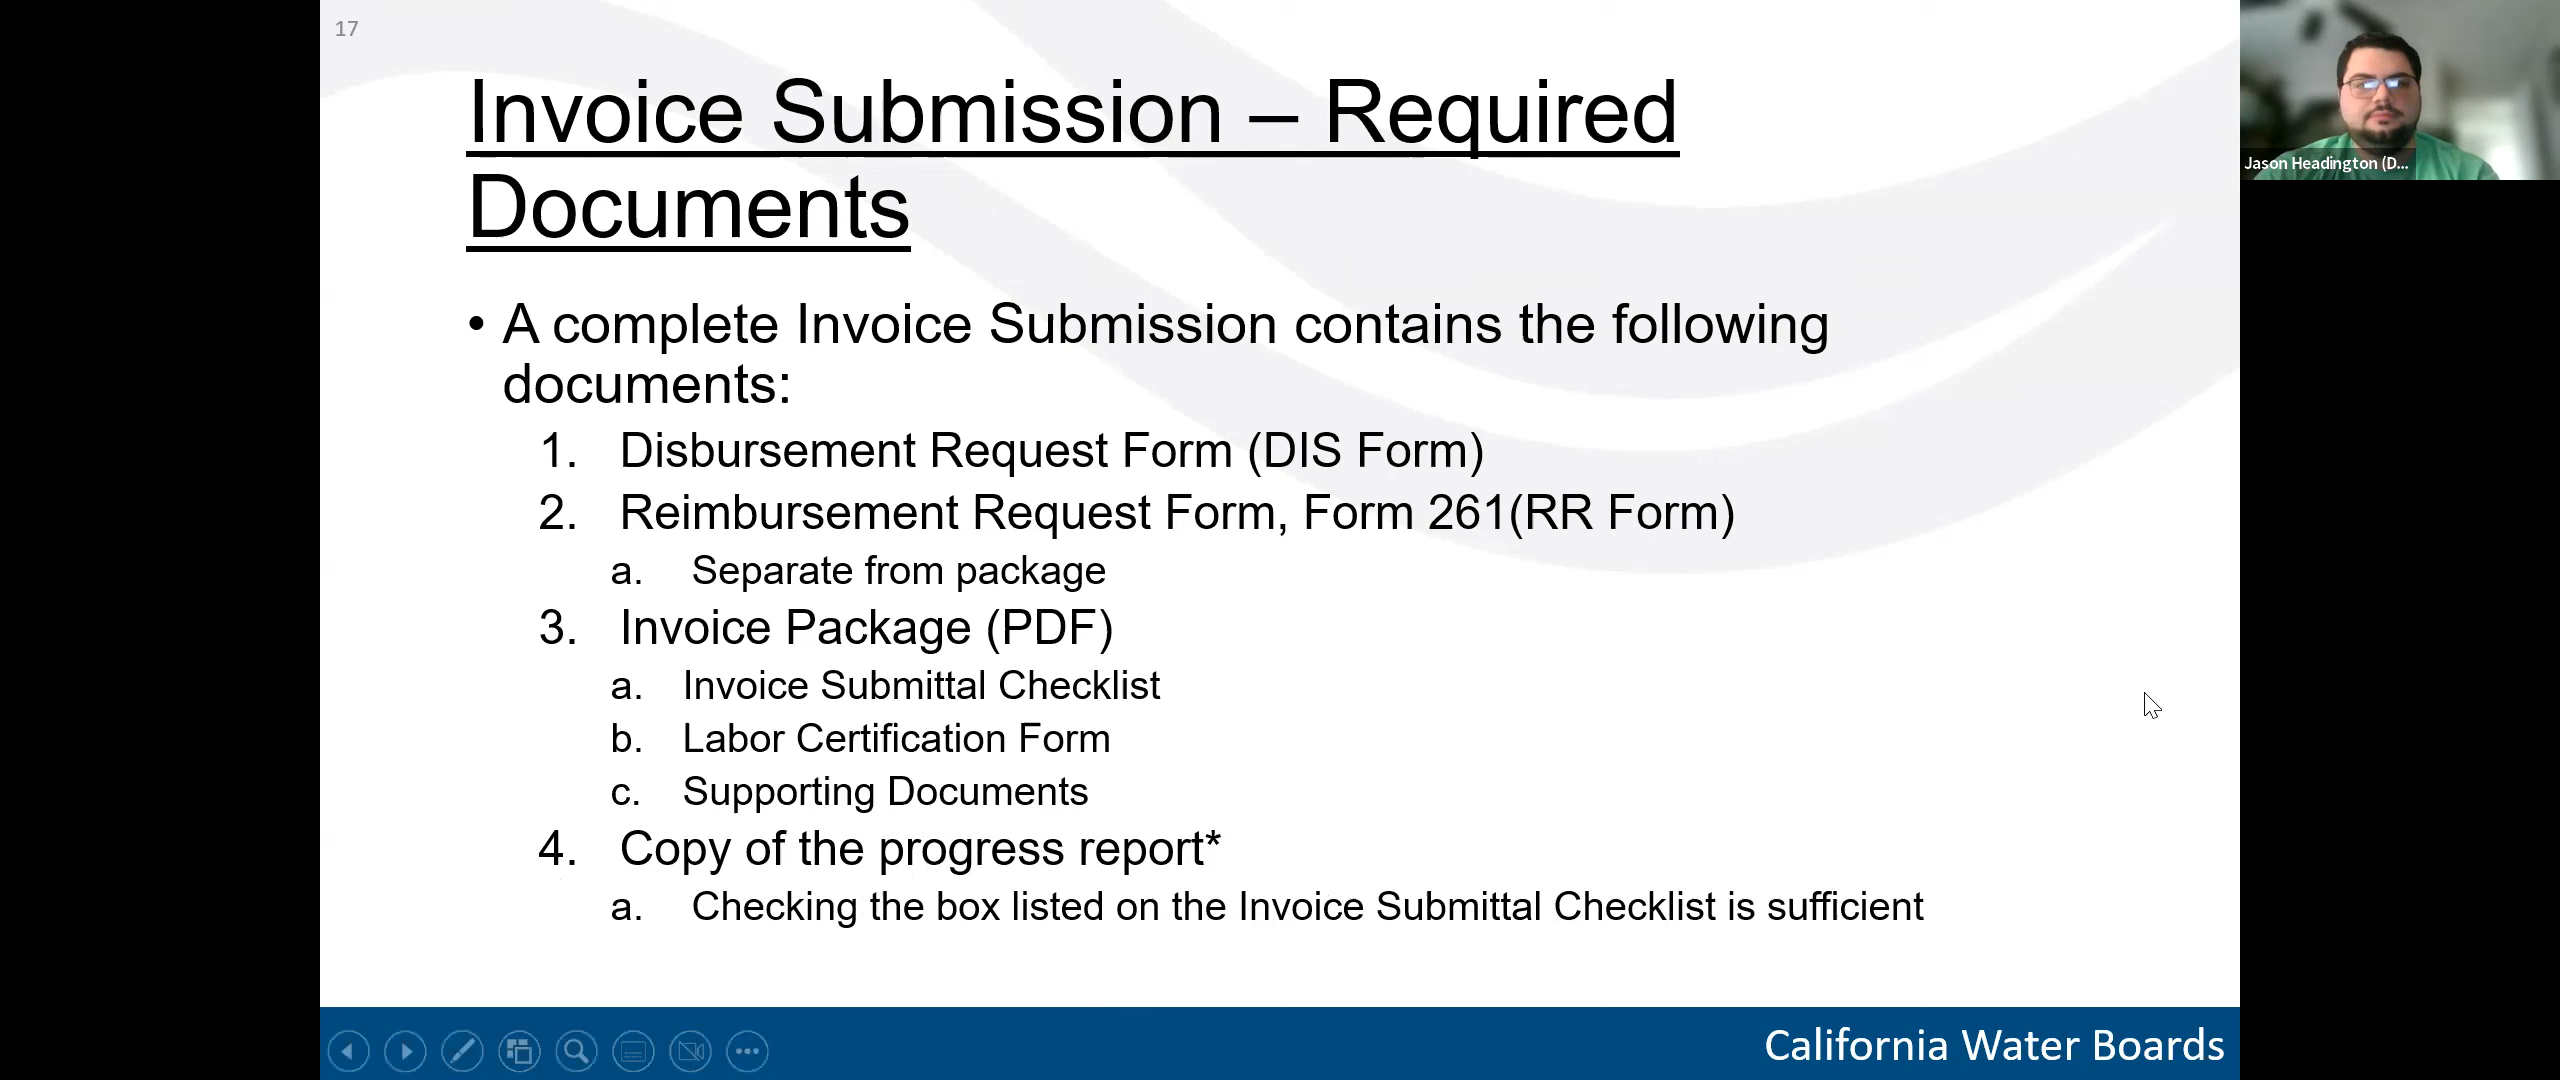 17
Invoice Submission – Required
Documents
• A complete Invoice Submission contains the following
documents:
1. Disbursement Request Form (DIS Form)
2. Reimbursement Request Form, Form 261(RR Form)
a. Separate from package
3. Invoice Package (PDF)
a. Invoice Submittal Checklist
b. Labor Certification Form
c. Supporting Documents
4. Copy of the progress report*
a. Checking the box listed on the Invoice Submittal Checklist is sufficient
California Water Boards
Jason Headington (D...